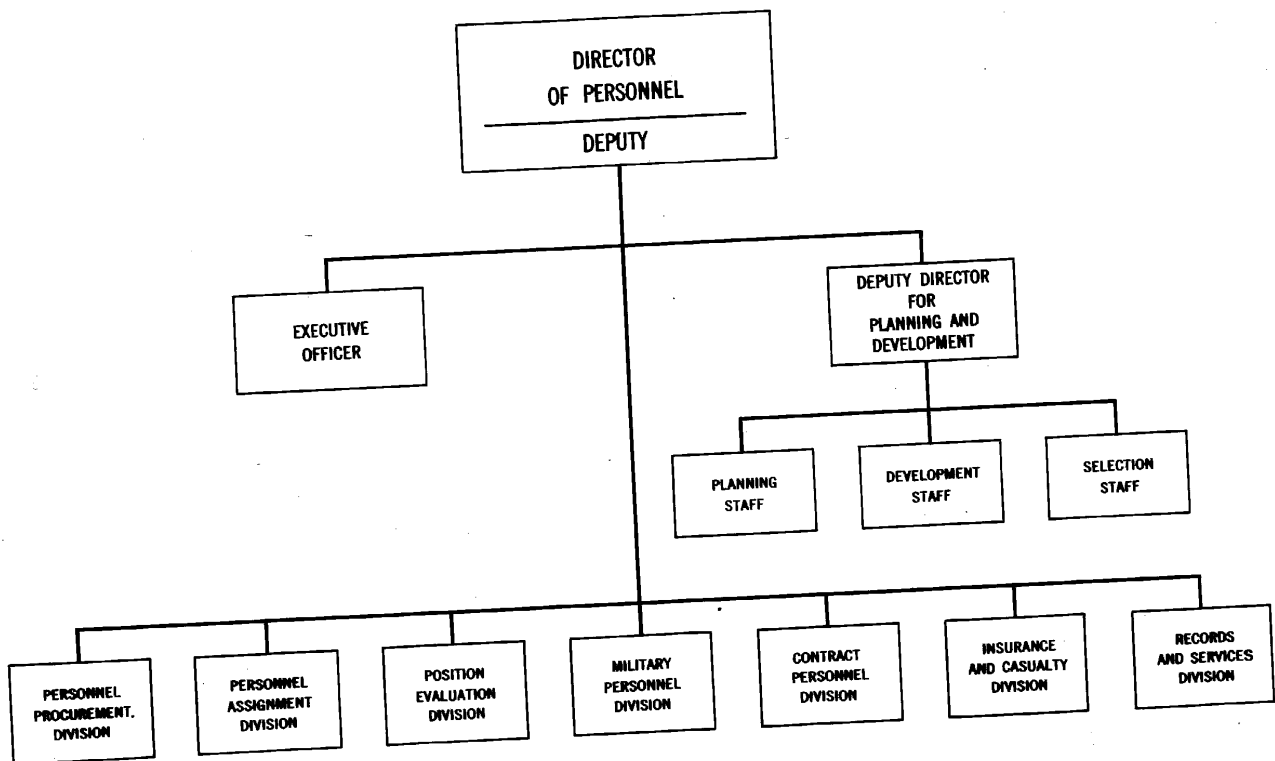 DIRECTOR
OF PERSONNEL
DEPUTY
EXECUTIVE
OFFICER
DEPUTY DIRECTOR
FOR
PLANNING AND
DEVELOPMENT
PLANNING
STAFF
DEVELOPMENT
STAFF
SELECTION
STAFF
PERSONNEL
PROCUREMENT.
DIVISION
PERSONNEL
ASSIGNMENT
DIVISION
POSITION
EVALUATION
DIVISION
MILITARY
PERSONNEL
DIVISION
CONTRACT
PERSONNEL
DIVISION
INSURANCE
AND CASUALTY
DIVISION
RECORDS
AND SERVICES
DIVISION